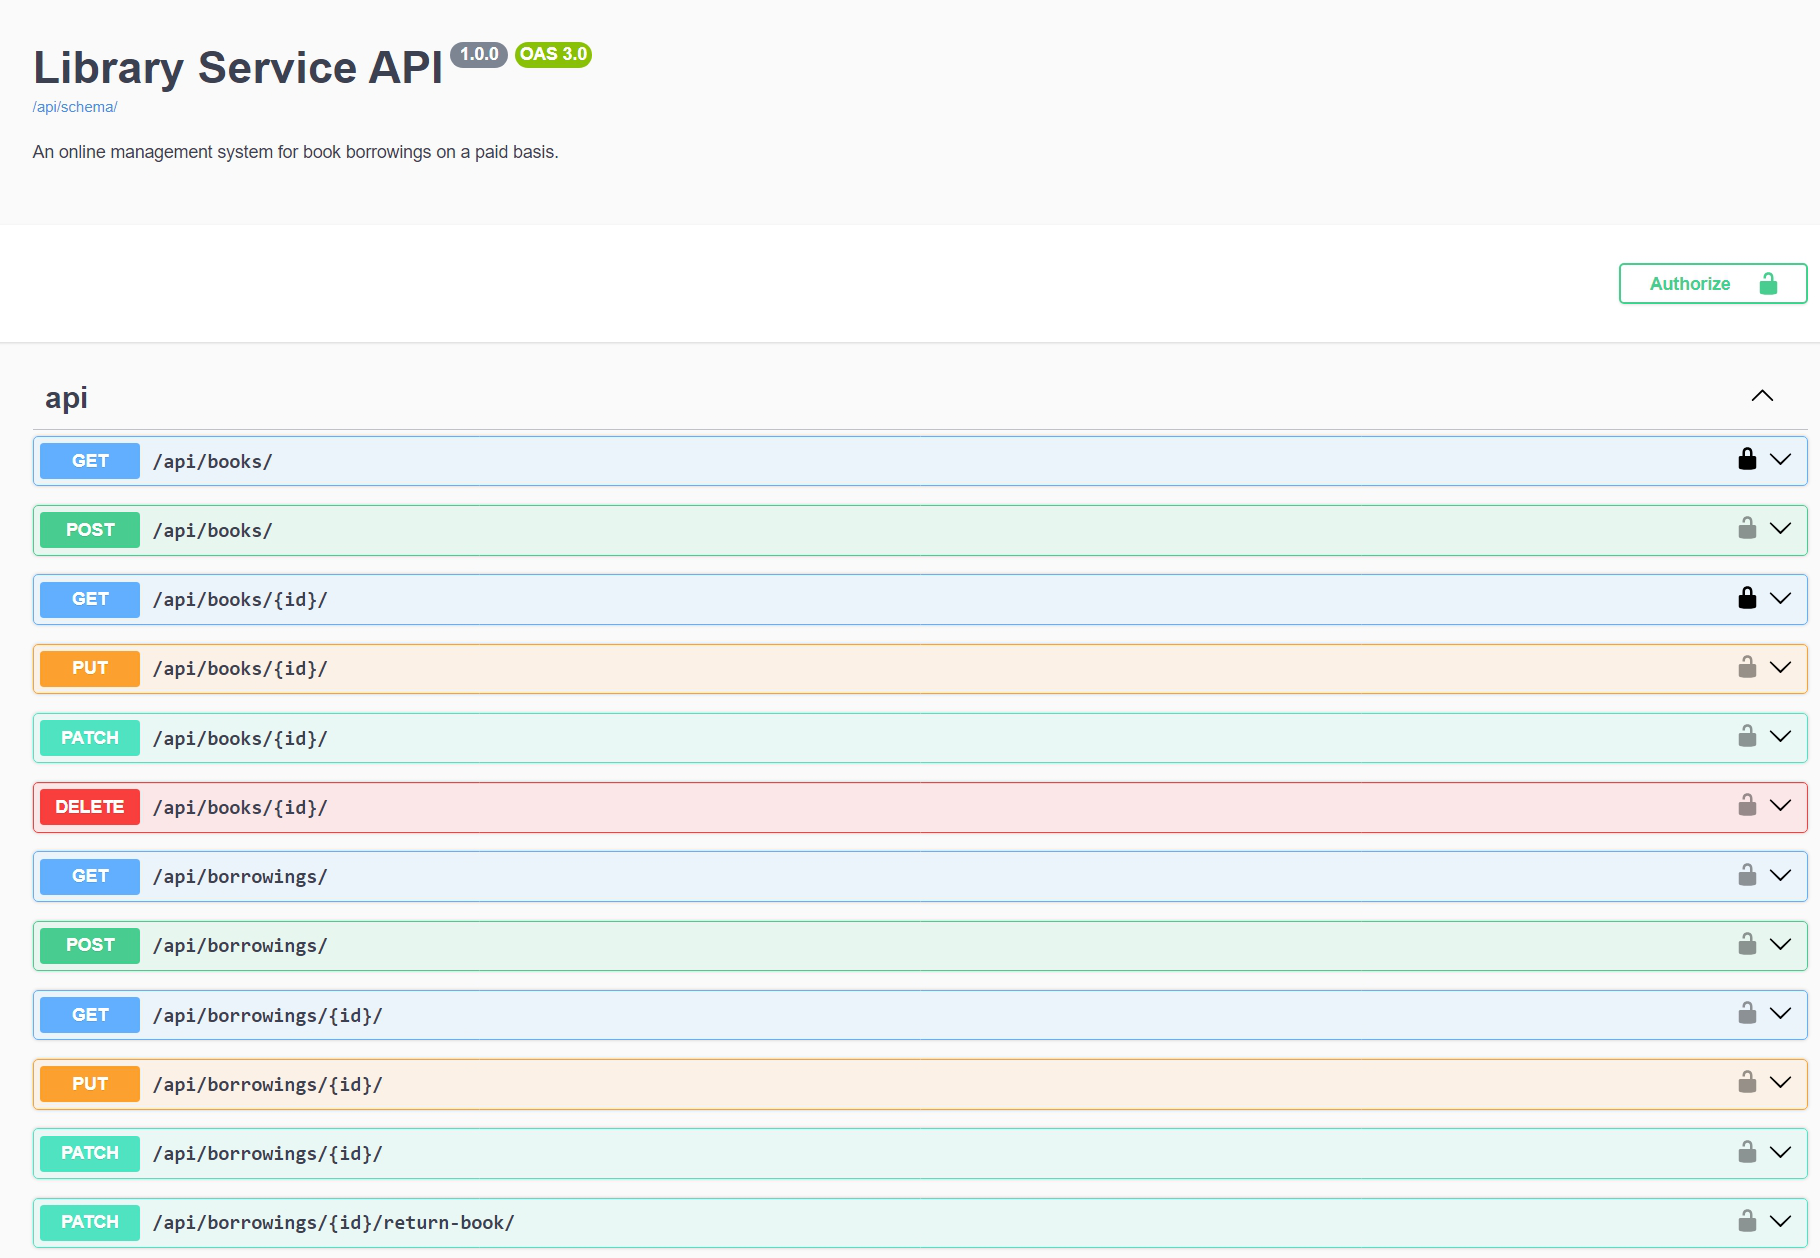 Library Service API 1.0.0 OAS 3.0
/api/schema/
An online management system for book borrowings on a paid basis.
Authorize
api
GET /api/books/
POST /api/books/
GET /api/books/{id}/
PUT /api/books/{id}/
PATCH /api/books/{id}/
DELETE /api/books/{id}/
GET /api/borrowings/
POST /api/borrowings/
GET /api/borrowings/{id}/
PUT /api/borrowings/{id}/
PATCH /api/borrowings/{id}/
PATCH /api/borrowings/{id}/return-book/